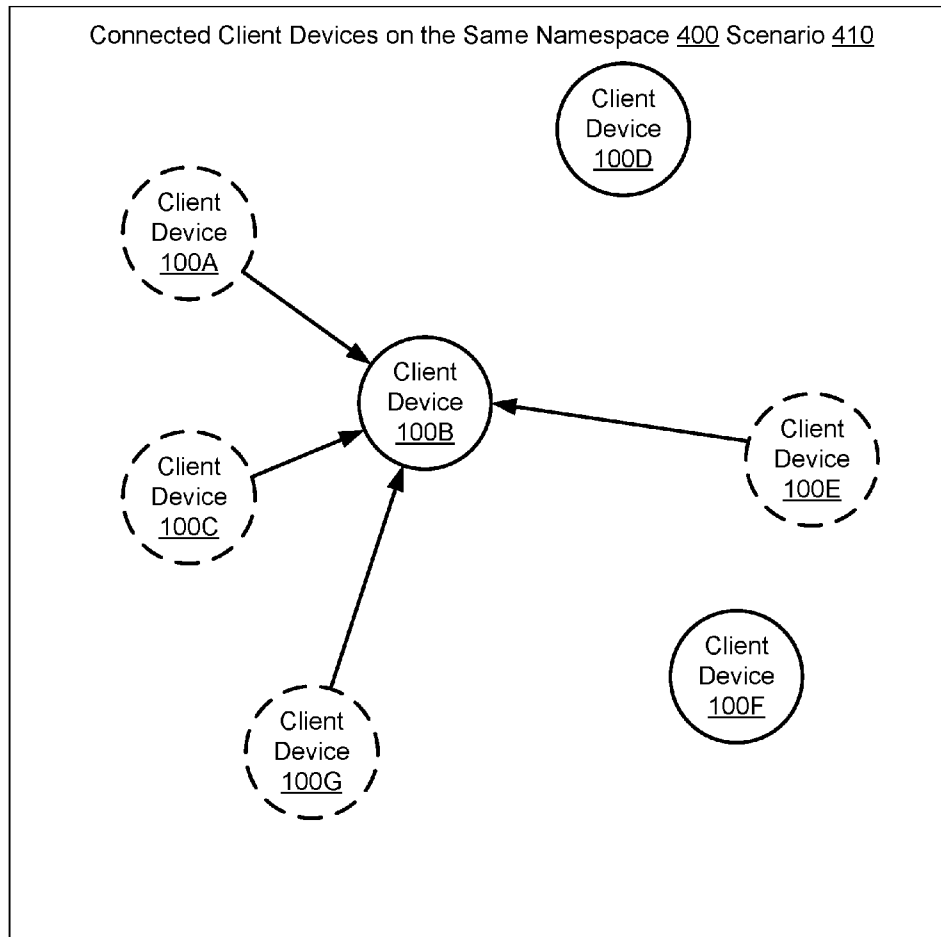 Connected Client Devices on the Same Namespace 400 Scenario 410
Client
Device
100D
Client
Device
100A
Client
Device
100B
Client
Device
100E
Client
Device
100C
Client
Device
100F
Client
Device
100G